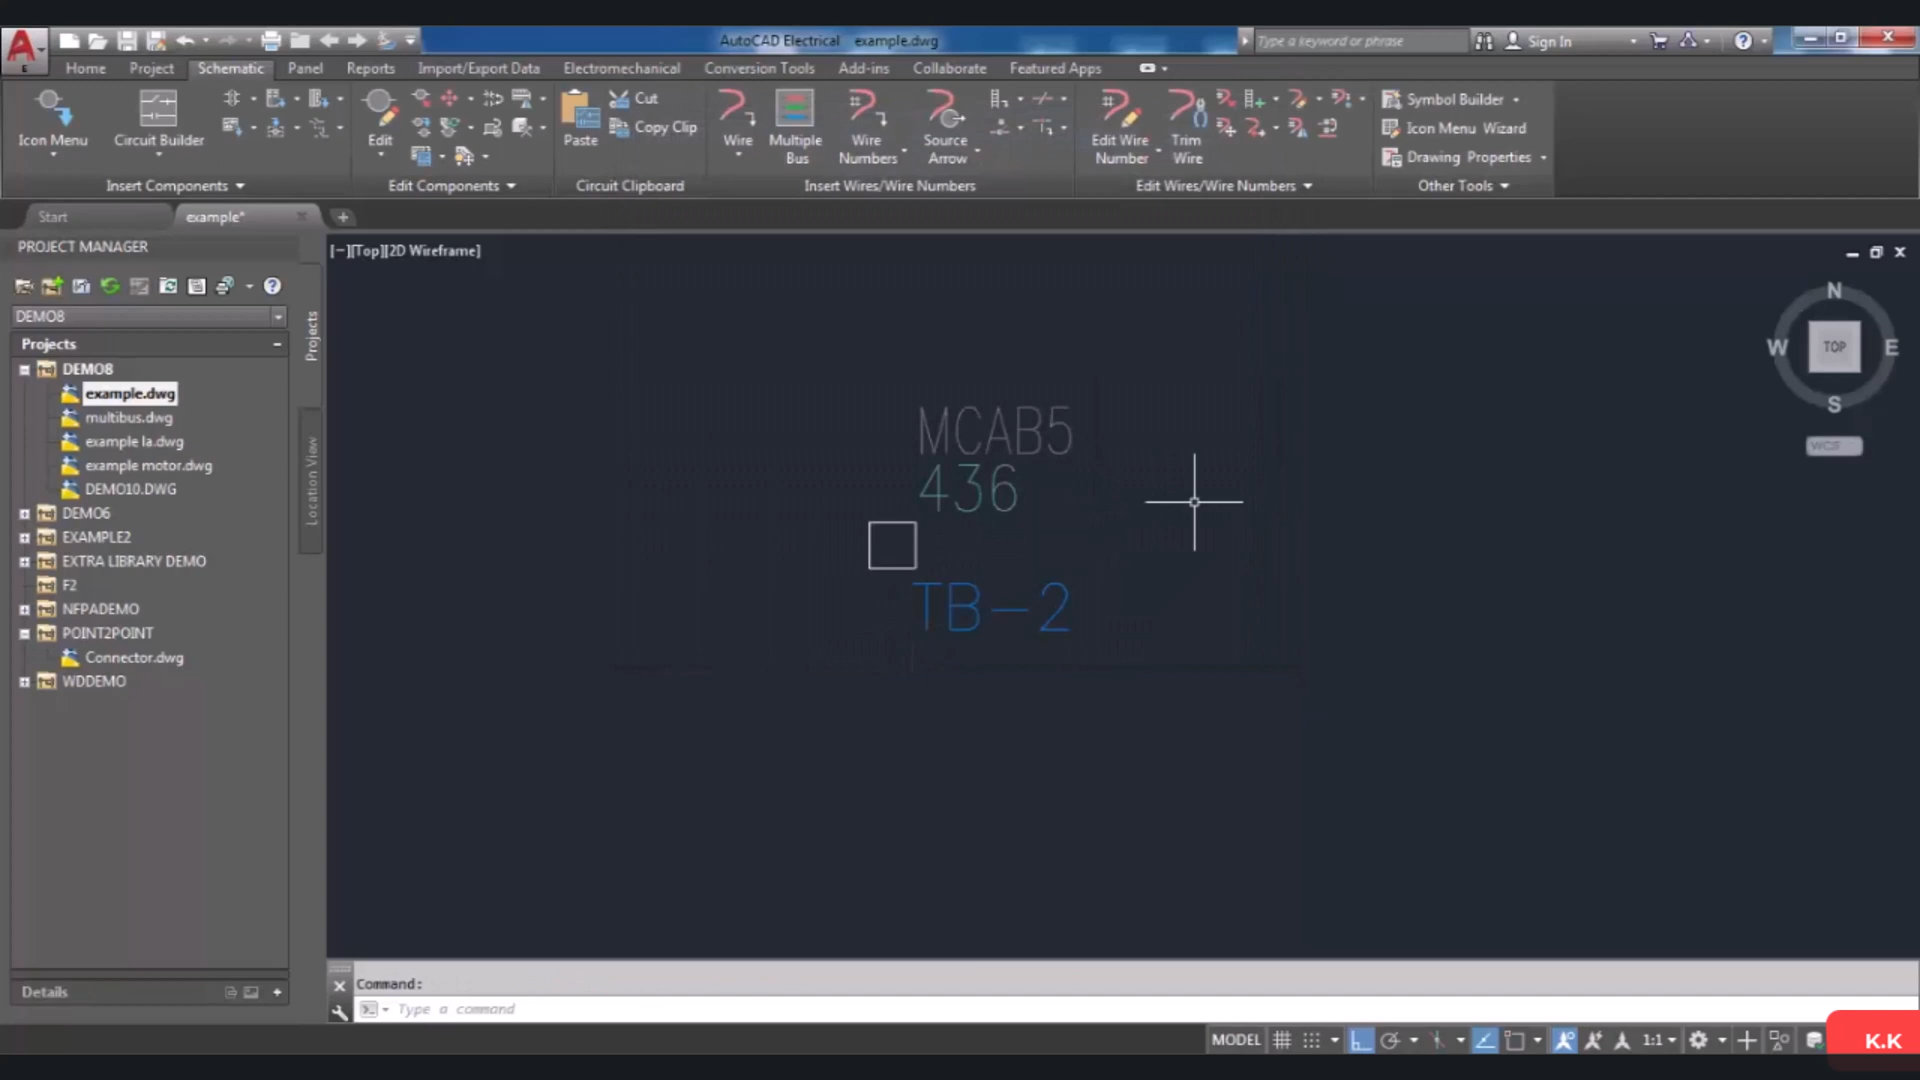 AutoCAD Electrical example.dwg
Type a keyword or phrase
Sign In
Home Project Schematic Panel Reports Import/Export Data Electromechanical Conversion Tools Add-ins Collaborate Featured Apps
Icon Menu
Circuit Builder
Insert Components
Edit
Edit Components
Paste
Cut
Copy Clip
Circuit Clipboard
Wire
Multiple
Bus
Wire
Numbers
Source
Arrow
Insert Wires/Wire Numbers
Edit Wire
Number
Trim
Wire
Edit Wires/Wire Numbers
Symbol Builder
Icon Menu Wizard
Drawing Properties
Other Tools
Start
example*
PROJECT MANAGER
DEMO8
Projects
DEMO8
example.dwg
multibus.dwg
example la.dwg
example motor.dwg
DEMO10.DWG
DEMO6
EXAMPLE2
EXTRA LIBRARY DEMO
F2
NFPADEMO
POINT2POINT
Connector.dwg
WDDEMO
Details
Projects
Location View
[−][Top][2D Wireframe]
MCAB5
436
TB-2
N
W
TOP
E
S
WCS
Command:
Type a command
MODEL
1:1
K.K